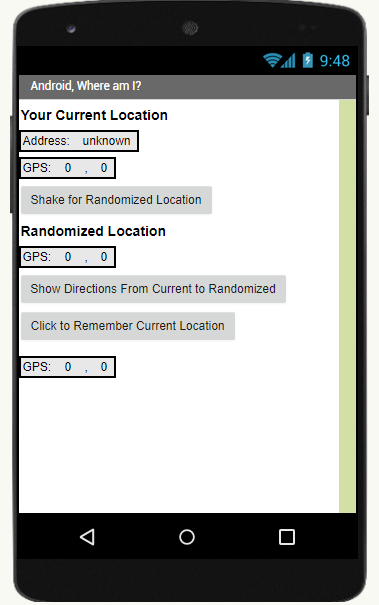 9:48
Android, Where am I?
Your Current Location
Address: unknown
GPS: 0 , 0
Shake for Randomized Location
Randomized Location
GPS: 0 , 0
Show Directions From Current to Randomized
Click to Remember Current Location
GPS: 0 , 0